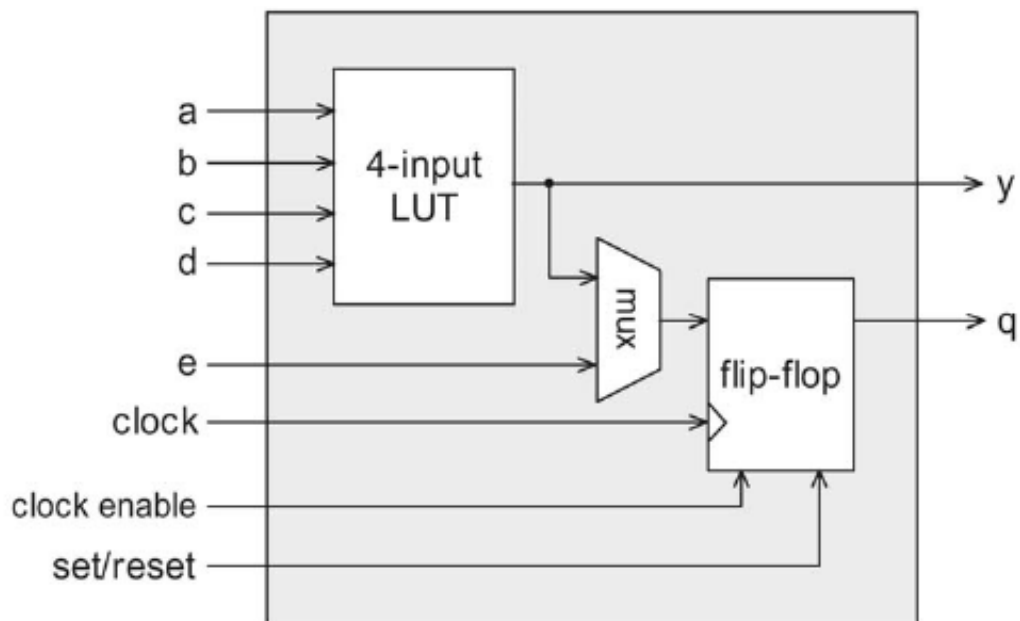 a
b
c
d
4-input
LUT
y
mux
q
e
flip-flop
clock
clock enable
set/reset